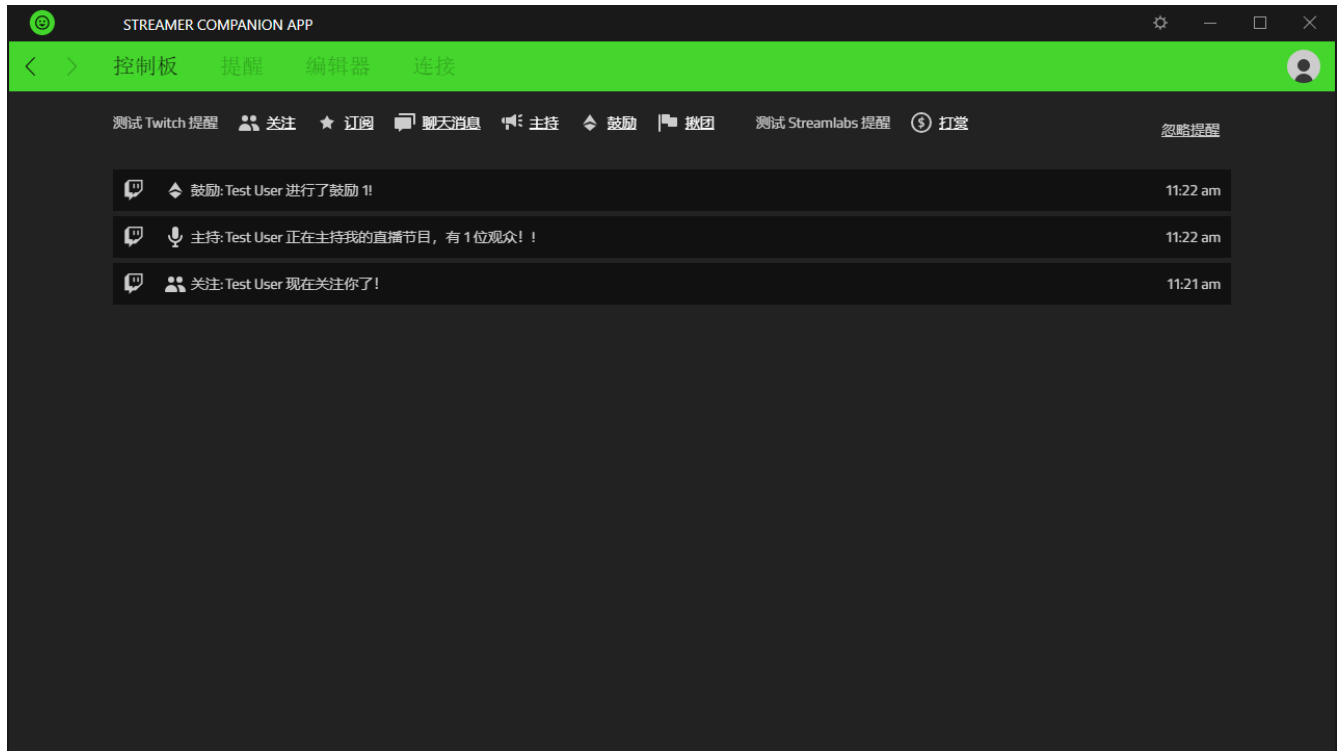 STREAMER COMPANION APP
控制板 提醒 编辑器 连接
测试 Twitch 提醒 关注 订阅 聊天消息 主持 鼓励 揪团 测试 Streamlabs 提醒 打赏 忽略提醒
鼓励: Test User 进行了鼓励 1! 11:22 am
主持: Test User 正在主持我的直播节目，有 1 位观众！! 11:22 am
关注: Test User 现在关注你了！ 11:21 am